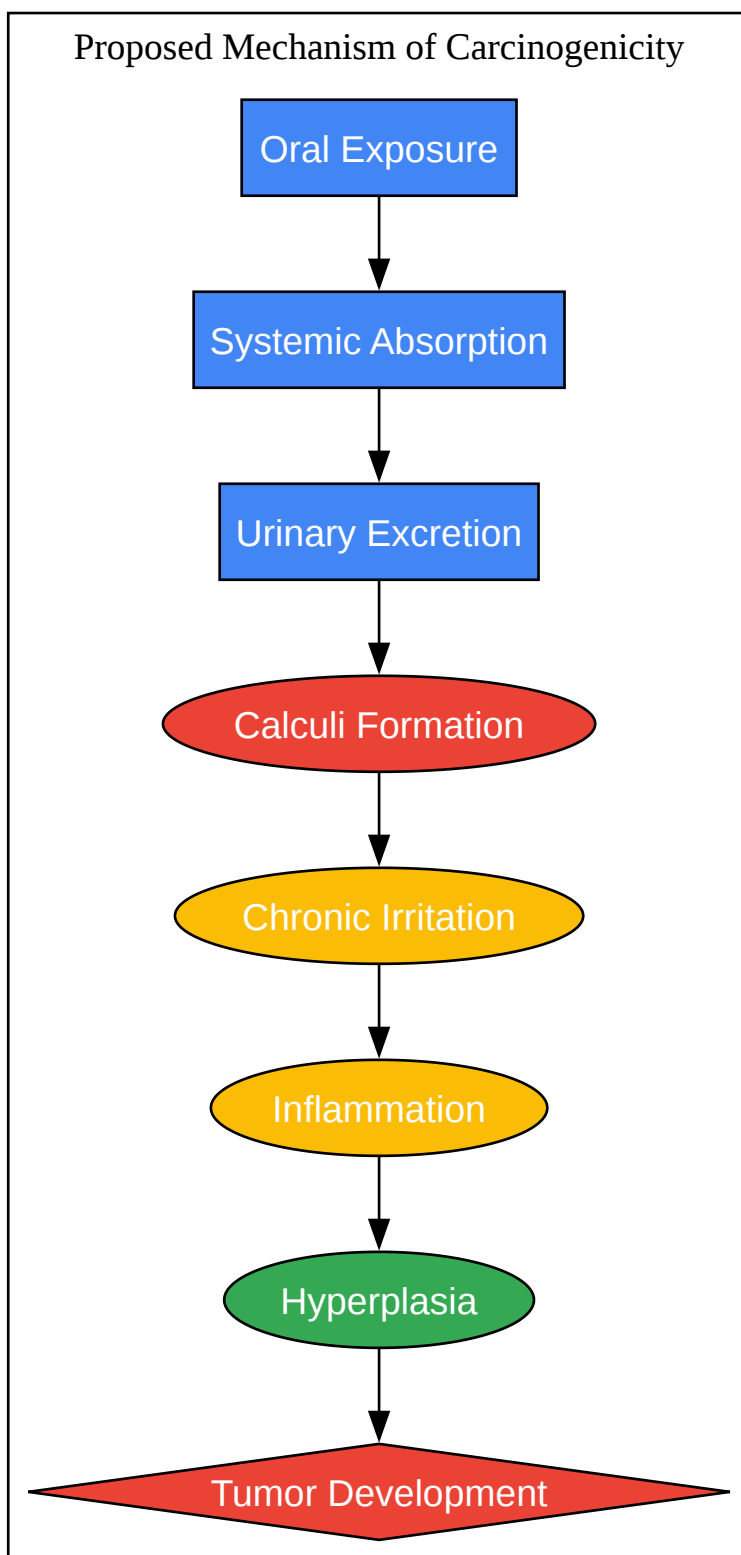 Proposed Mechanism of Carcinogenicity
Oral Exposure
Systemic Absorption
Urinary Excretion
Calculi Formation
Chronic Irritation
Inflammation
Hyperplasia
Tumor Development